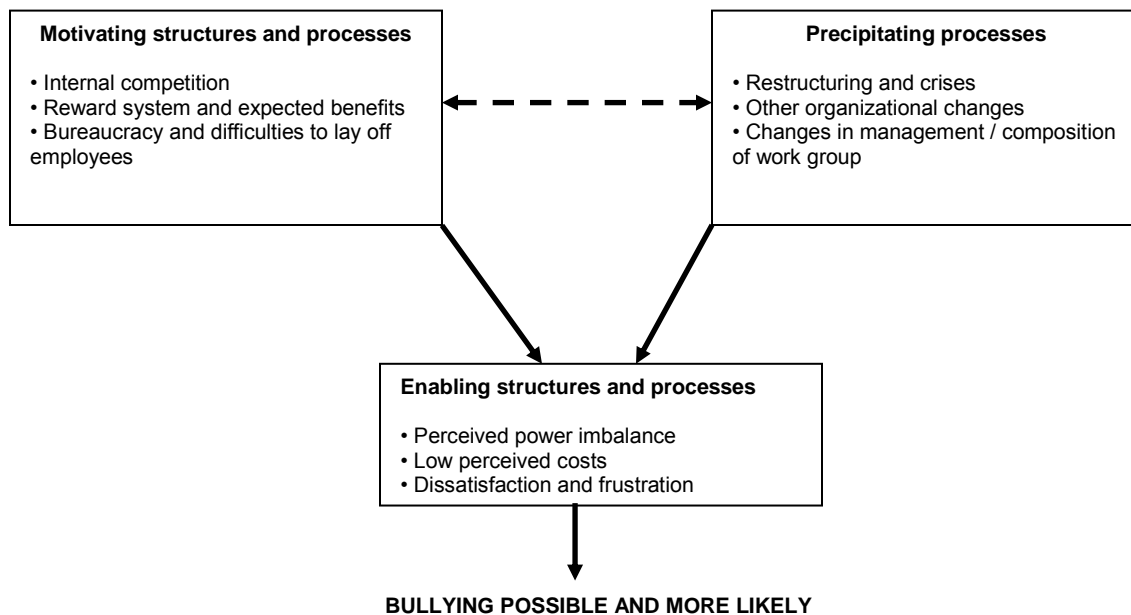 Motivating structures and processes
• Internal competition
• Reward system and expected benefits
• Bureaucracy and difficulties to lay off
employees
Precipitating processes
• Restructuring and crises
• Other organizational changes
• Changes in management / composition
of work group
Enabling structures and processes
• Perceived power imbalance
• Low perceived costs
• Dissatisfaction and frustration
BULLYING POSSIBLE AND MORE LIKELY